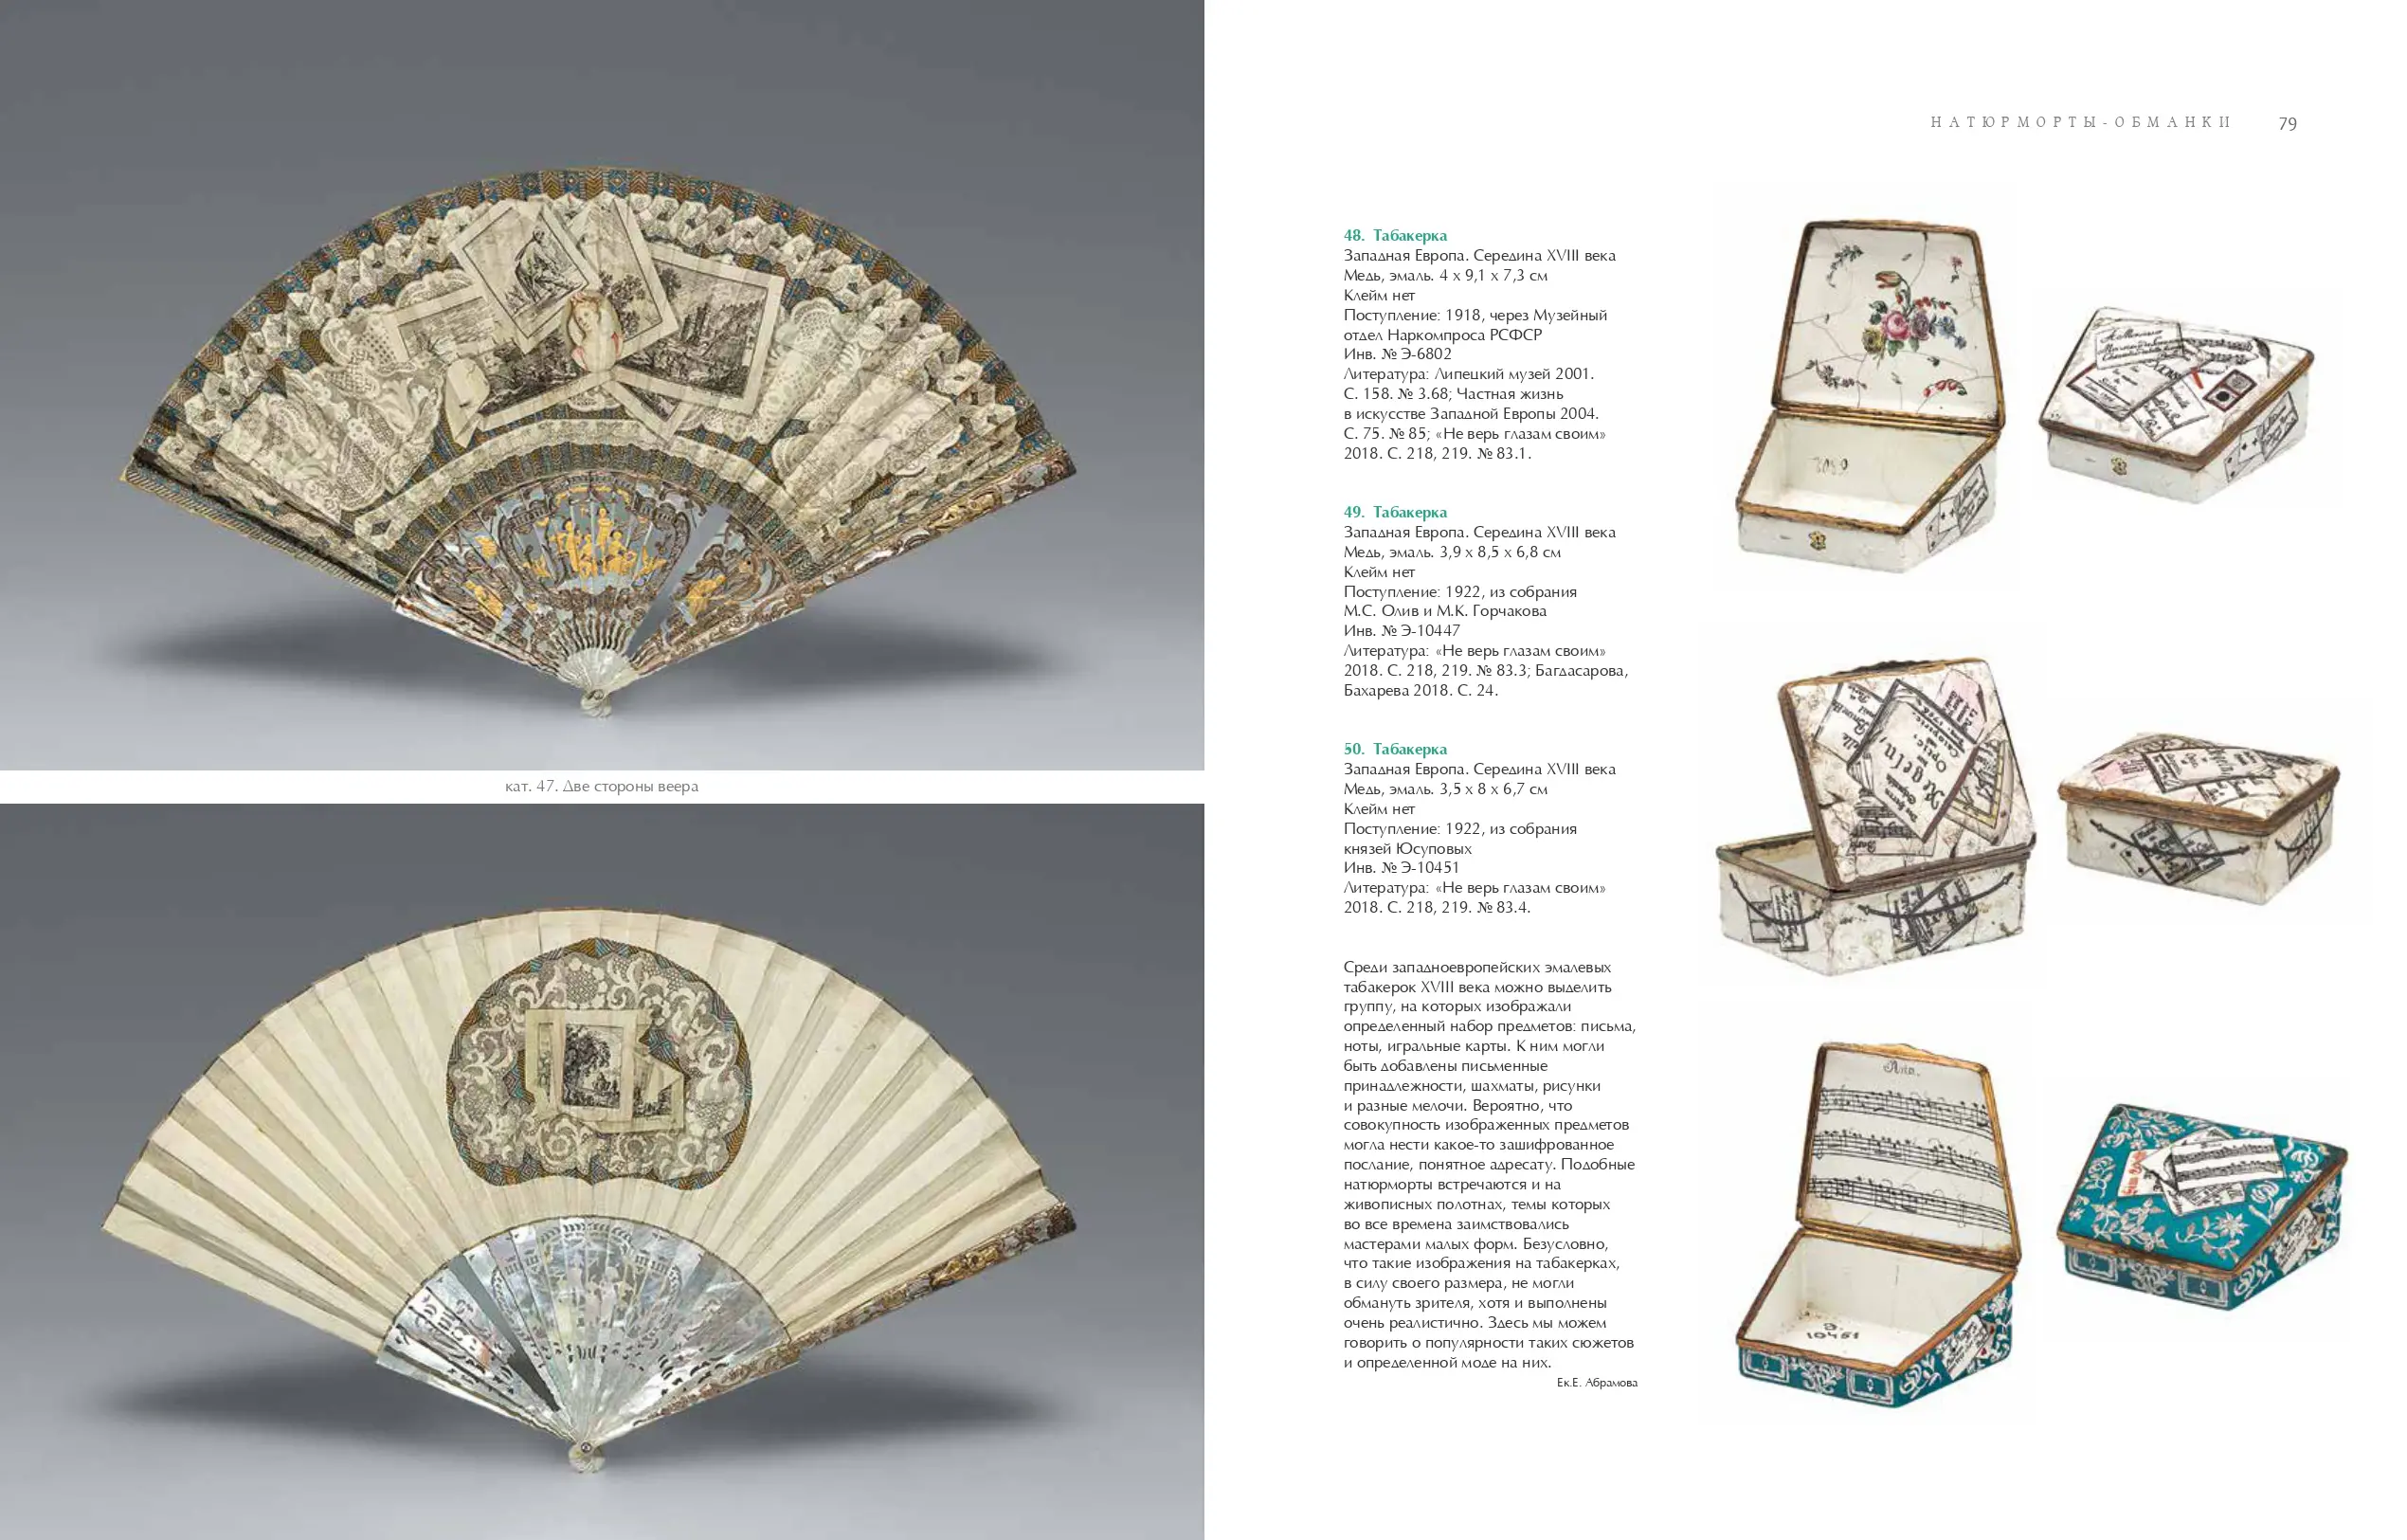 кат. 47. Две стороны веера
НАТЮРМОРТЫ-ОБМАНКИ 79
48. Табакерка
Западная Европа. Середина XVIII века
Медь, эмаль. 4 х 9,1 х 7,3 см
Клейм нет
Поступление: 1918, через Музейный
отдел Наркомпроса РСФСР
Инв. № Э-6802
Литература: Липецкий музей 2001.
С. 158. № 3.68; Частная жизнь
в искусстве Западной Европы 2004.
С. 75. № 85; «Не верь глазам своим»
2018. С. 218, 219. № 83.1.
49. Табакерка
Западная Европа. Середина XVIII века
Медь, эмаль. 3,9 х 8,5 х 6,8 см
Клейм нет
Поступление: 1922, из собрания
М.С. Олив и М.К. Горчакова
Инв. № Э-10447
Литература: «Не верь глазам своим»
2018. С. 218, 219. № 83.3; Багдасарова,
Бахарева 2018. С. 24.
50. Табакерка
Западная Европа. Середина XVIII века
Медь, эмаль. 3,5 х 8 х 6,7 см
Клейм нет
Поступление: 1922, из собрания
князей Юсуповых
Инв. № Э-10451
Литература: «Не верь глазам своим»
2018. С. 218, 219. № 83.4.
Среди западноевропейских эмалевых
табакерок XVIII века можно выделить
группу, на которых изображали
определенный набор предметов: письма,
ноты, игральные карты. К ним могли
быть добавлены письменные
принадлежности, шахматы, рисунки
и разные мелочи. Вероятно, что
совокупность изображенных предметов
могла нести какое-то зашифрованное
послание, понятное адресату. Подобные
натюрморты встречаются и на
живописных полотнах, темы которых
во все времена заимствовались
мастерами малых форм. Безусловно,
что такие изображения на табакерках,
в силу своего размера, не могли
обмануть зрителя, хотя и выполнены
очень реалистично. Здесь мы можем
говорить о популярности таких сюжетов
и определенной моде на них.
Ек.Е. Абрамова
Regeln
Optic,
Aria.
Э.
10451